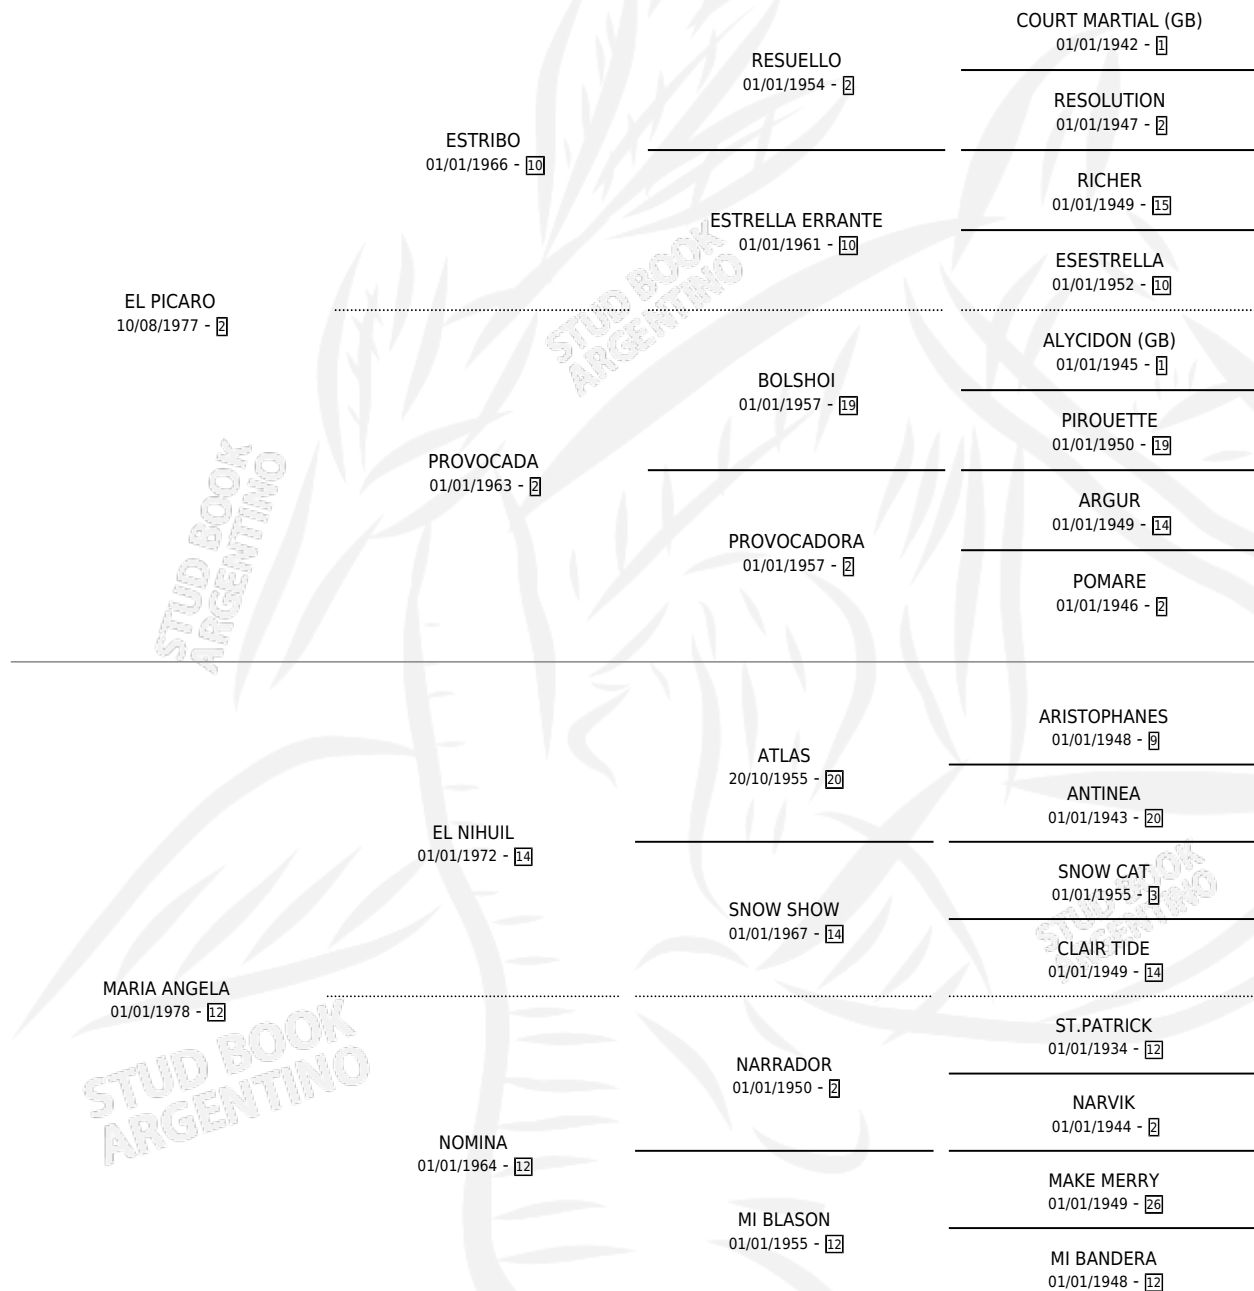 COURT MARTIAL (GB)
01/01/1942 - 1
RESUELLO
01/01/1954 - 2
RESOLUTION
01/01/1947 - 2
ESTRIBO
01/01/1966 - 10
RICHER
01/01/1949 - 15
ESTRELLA ERRANTE
01/01/1961 - 10
ESESTRELLA
01/01/1952 - 10
EL PICARO
10/08/1977 - 2
ALYCIDON (GB)
01/01/1945 - 1
BOLSHOI
01/01/1957 - 19
PIROUETTE
01/01/1950 - 19
PROVOCADA
01/01/1963 - 2
ARGUR
01/01/1949 - 14
PROVOCADORA
01/01/1957 - 2
POMARE
01/01/1946 - 2
ARISTOPHANES
01/01/1948 - 9
ATLAS
20/10/1955 - 20
ANTINEA
01/01/1943 - 20
EL NIHUIL
01/01/1972 - 14
SNOW CAT
01/01/1955 - 3
SNOW SHOW
01/01/1967 - 14
CLAIR TIDE
01/01/1949 - 14
MARIA ANGELA
01/01/1978 - 12
ST.PATRICK
01/01/1934 - 12
NARRADOR
01/01/1950 - 2
NARVIK
01/01/1944 - 2
NOMINA
01/01/1964 - 12
MAKE MERRY
01/01/1949 - 26
MI BLASON
01/01/1955 - 12
MI BANDERA
01/01/1948 - 12
STUD BOOK
ARGENTINO
STUD BOOK
ARGENTINO
STUD BOOK
ARGENTINO
STUD BOOK
ARGENTINO